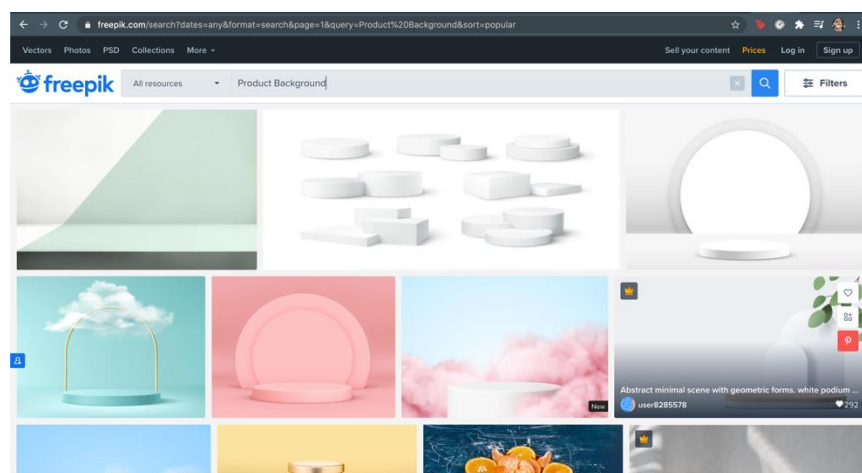 freepik.com/search?dates=any&format=search&page=1&query=Product%20Background&sort=popular
Vectors Photos PSD Collections More Sell your content Prices Log in Sign up
freepik All resources Product Background Filters
New
Abstract minimal scene with geometric forms. white podium ...
user8285578 292